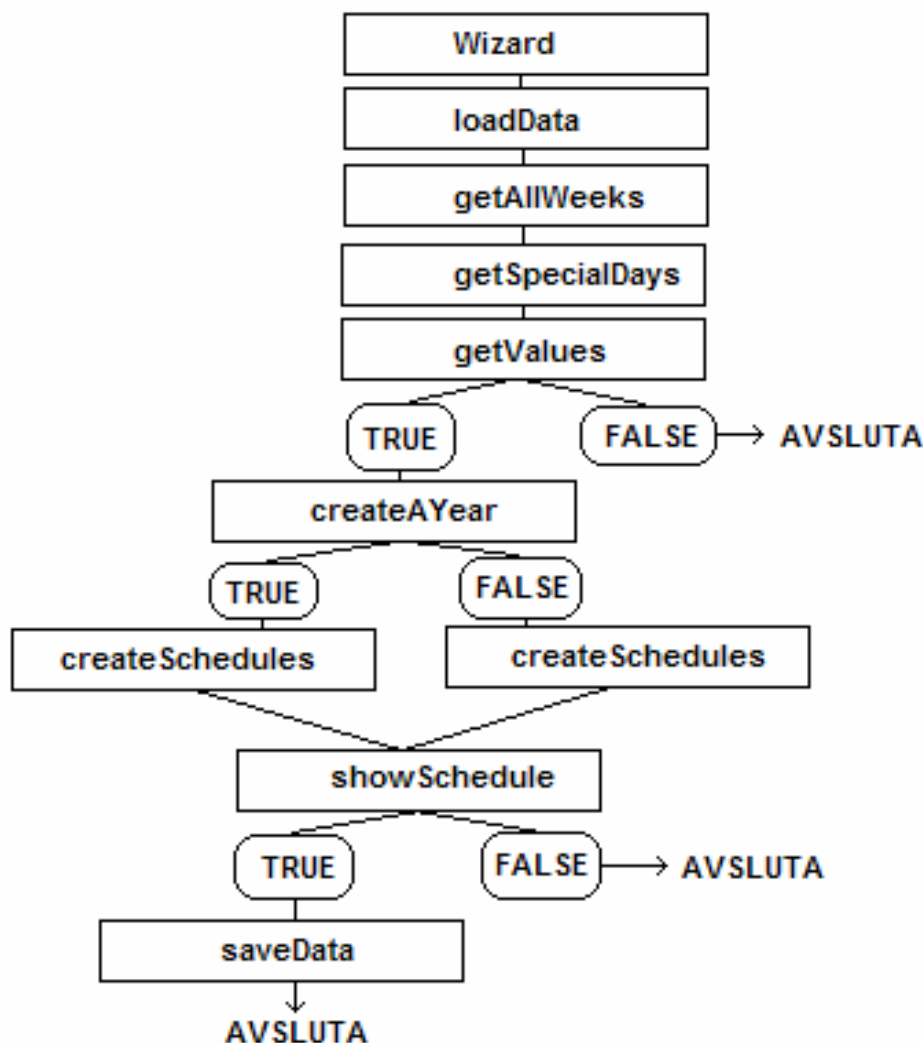 Wizard
loadData
getAllWeeks
getSpecialDays
getValues
TRUE
FALSE
AVSLUTA
createAYear
TRUE
FALSE
createSchedules
createSchedules
showSchedule
TRUE
FALSE
AVSLUTA
saveData
AVSLUTA